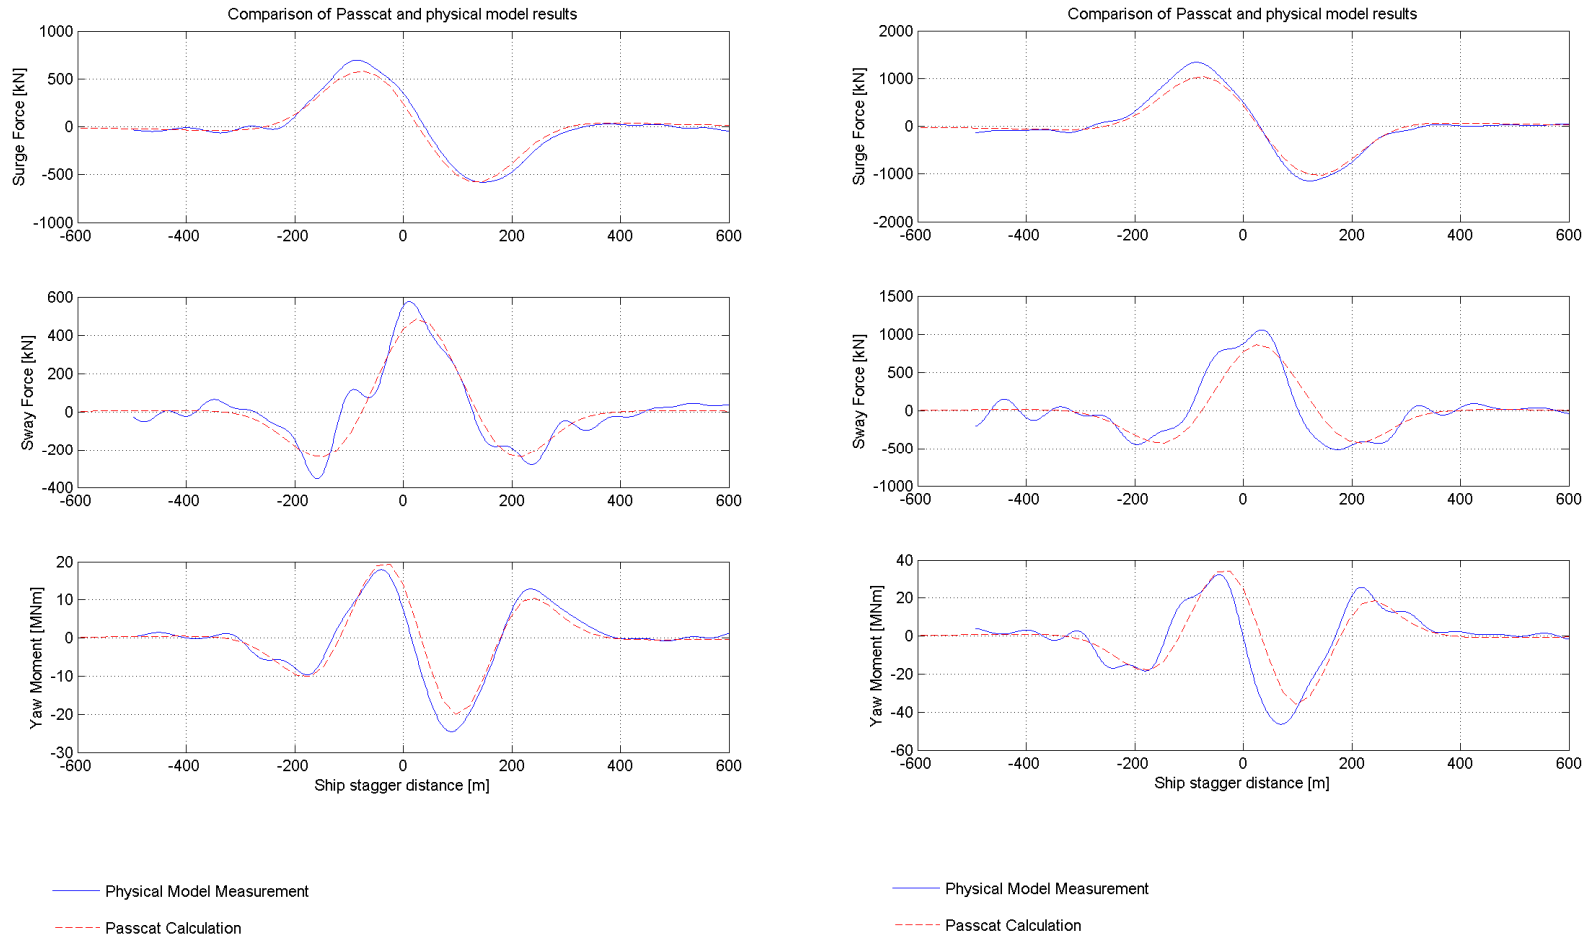 Comparison of Passcat and physical model results
1000
500
0
-500
-1000
Surge Force [kN]
-600 -400 -200 0 200 400 600
600
400
200
0
-200
-400
Sway Force [kN]
-600 -400 -200 0 200 400 600
20
10
0
-10
-20
-30
Yaw Moment [MNm]
-600 -400 -200 0 200 400 600
Ship stagger distance [m]
Physical Model Measurement
Passcat Calculation
Comparison of Passcat and physical model results
2000
1000
0
-1000
-2000
Surge Force [kN]
-600 -400 -200 0 200 400 600
1500
1000
500
0
-500
-1000
Sway Force [kN]
-600 -400 -200 0 200 400 600
40
20
0
-20
-40
-60
Yaw Moment [MNm]
-600 -400 -200 0 200 400 600
Ship stagger distance [m]
Physical Model Measurement
Passcat Calculation